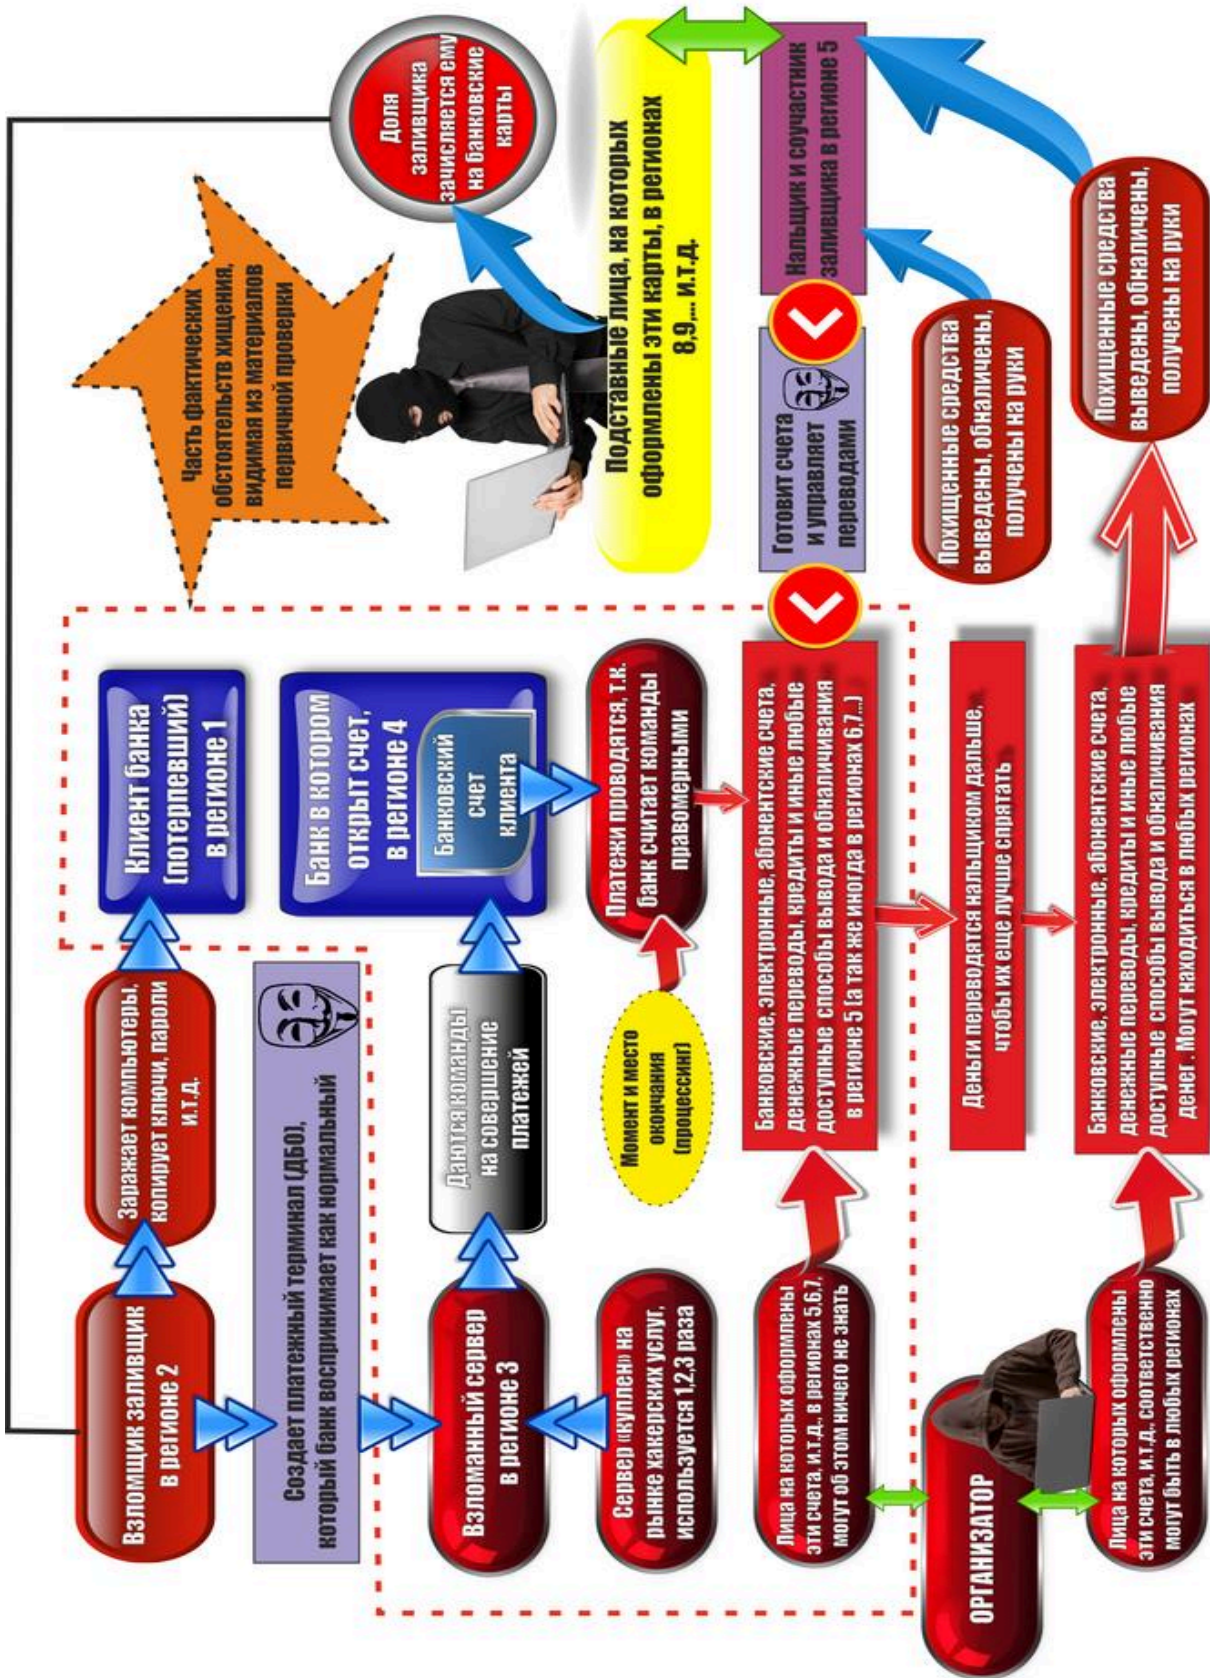 Взломщик заливщик
в регионе 2
Заражает компьютеры,
копирует ключи, пароли
и.т.д.
Клиент банка
(потерпевший)
в регионе 1
Часть фактических
обстоятельств хищения,
видимая из материалов
первичной проверки
Доля
заливщика
зачисляется ему
на банковские
карты
Создает платежный терминал (ДБО),
который банк воспринимает как нормальный
Взломанный сервер
в регионе 3
Даются команды
на совершение
платежей
Банк в котором
открыт счет,
в регионе 4
Банковский
счет
клиента
Подставные лица, на которых
оформлены эти карты, в регионах
8,9,... и.т.д.
Сервер «куплен» на
рынке хакерских услуг,
используется 1,2,3 раза
Момент и место
окончания
(процессинг)
Платежи проводятся, т.к.
банк считает команды
правомерными
Лица на которых оформлены
эти счета, и.т.д., в регионах 5,6,7,
могут об этом ничего не знать
Банковские, электронные, абонентские счета,
денежные переводы, кредиты и иные любые
доступные способы вывода и обналичивания
в регионе 5 (а так же иногда в регионах 6,7...)
Готовит счета
и управляет
переводами
Нальщик и соучастник
заливщика в регионе 5
ОРГАНИЗАТОР
Деньги переводятся нальщиком дальше,
чтобы их еще лучше спрятать
Похищенные средства
выведены, обналичены,
получены на руки
Лица на которых оформлены
эти счета, и.т.д., соответственно
могут быть в любых регионах
Банковские, электронные, абонентские счета,
денежные переводы, кредиты и иные любые
доступные способы вывода и обналичивания
денег. Могут находиться в любых регионах
Похищенные средства
выведены, обналичены,
получены на руки